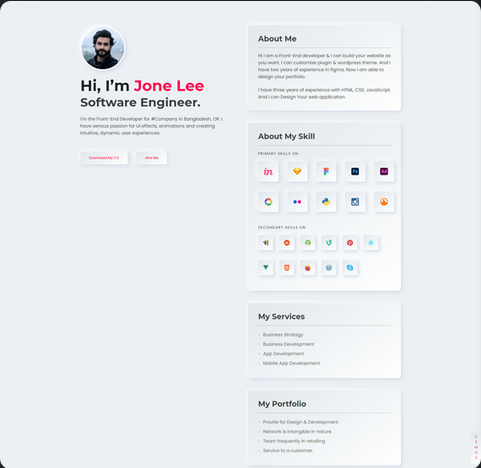 Hi, I’m Jone Lee
Software Engineer.
I'm the Front-End Developer for #Company in Bangladesh, OR. I
have serious passion for UI effects, animations and creating
intuitive, dynamic user experiences.
Download My CV
Hire Me
About Me
Hi I am a Front-End developer & I can build your website as
you want. I can customize plugin & wordpress theme. And I
have two years of experience in figma. Now I am able to
design your portfolio.
I have three years of experience with HTML, CSS, JavaScript.
And I can Design Your web application.
About My Skill
PRIMARY SKILLS ON
in
Ps
Xd
SECONDARY SKILLS ON
My Services
Business Strategy
Business Development
App Development
Mobile App Development
My Portfolio
Provite for Design & Development
Network is intangible in nature
Team frequently in retailing
Service to a customer.
DEMOS